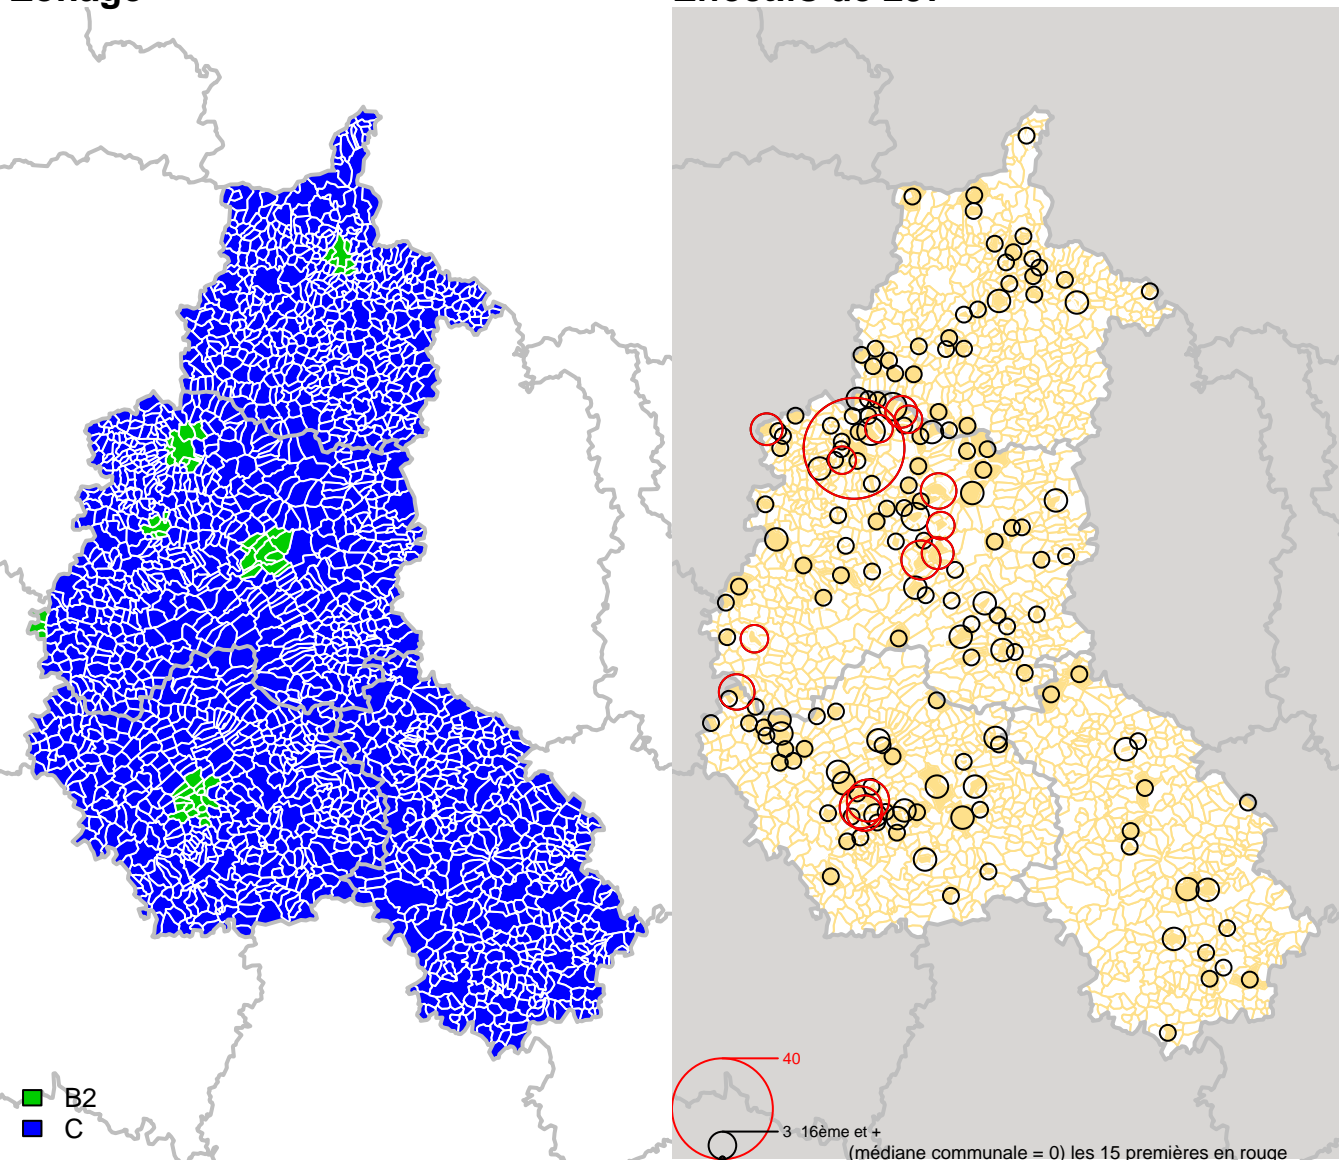 B2
C
40
3 16ème et +
(médiane communale = 0) les 15 premières en rouge